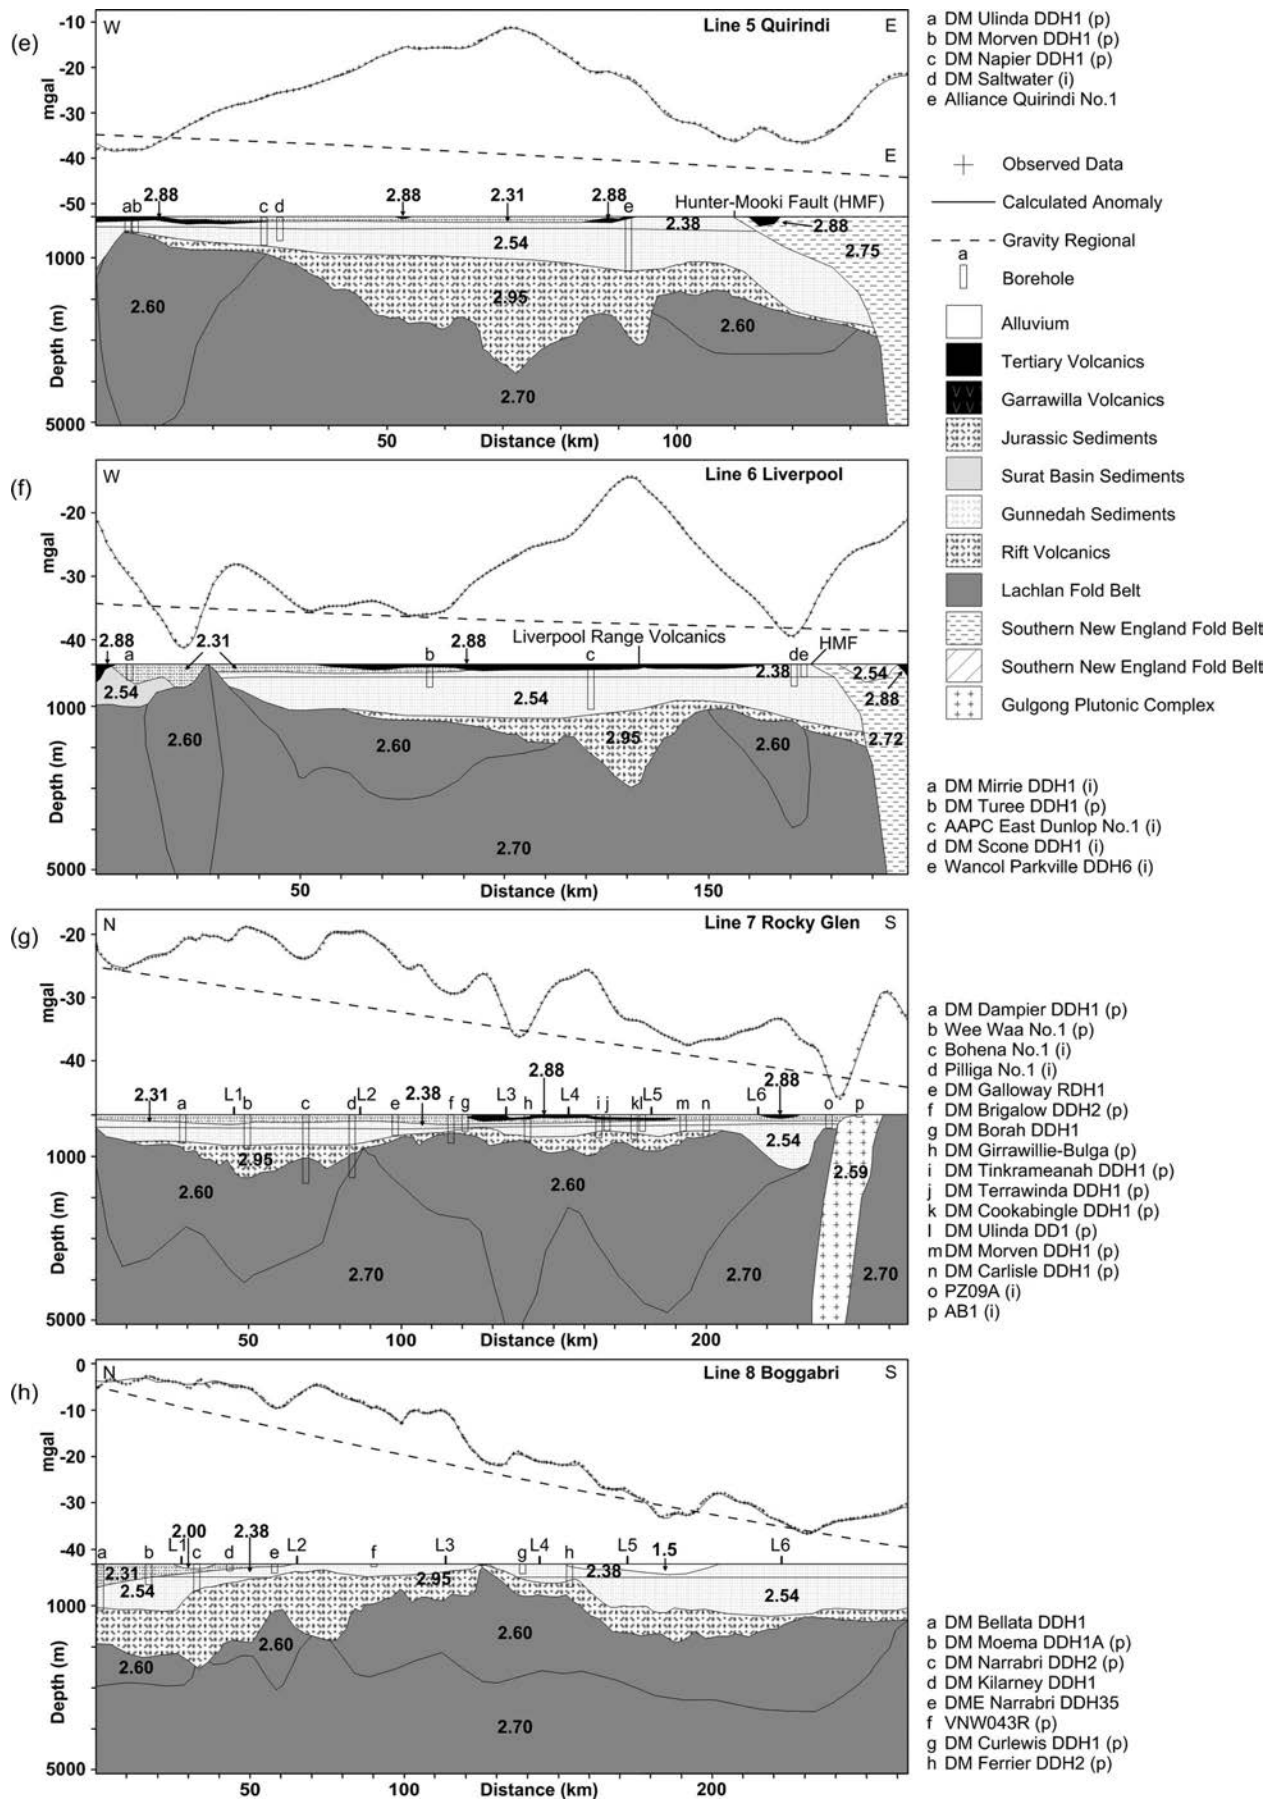 (e)
W
Line 5 Quirindi
E
-10
-20
-30
-40
-50
mgal
E
2.88
2.88
2.31
2.88
Hunter-Mooki Fault (HMF)
ab
c
d
e
2.38
2.88
2.54
2.75
1000
2.60
2.95
2.60
2.70
Depth (m)
5000
50
Distance (km)
100
a DM Ulinda DDH1 (p)
b DM Morven DDH1 (p)
c DM Napier DDH1 (p)
d DM Saltwater (i)
e Alliance Quirindi No.1
Observed Data
Calculated Anomaly
Gravity Regional
a
Borehole
Alluvium
Tertiary Volcanics
Garrawilla Volcanics
Jurassic Sediments
Surat Basin Sediments
Gunnedah Sediments
Rift Volcanics
Lachlan Fold Belt
Southern New England Fold Belt
Southern New England Fold Belt
Gulgong Plutonic Complex
(f)
W
Line 6 Liverpool
-20
-30
-40
mgal
2.88
2.31
2.88
Liverpool Range Volcanics
HMF
a
b
c
2.38
de
2.54
2.54
2.54
2.88
1000
2.60
2.60
2.95
2.60
2.72
2.70
Depth (m)
5000
50
Distance (km)
150
a DM Mirrie DDH1 (i)
b DM Turee DDH1 (p)
c AAPC East Dunlop No.1 (i)
d DM Scone DDH1 (i)
e Wancol Parkville DDH6 (i)
(g)
N
Line 7 Rocky Glen
S
-20
-30
-40
mgal
2.31
L1
L2
2.38
L3
2.88
L4
L5
L6
2.88
a
b
c
d
e
f
g
h
i
j
k
l
m
n
o
p
2.95
2.54
1000
2.60
2.60
2.59
2.70
2.70
2.70
Depth (m)
5000
50
100
Distance (km)
200
a DM Dampier DDH1 (p)
b Wee Waa No.1 (p)
c Bohena No.1 (i)
d Pilliga No.1 (i)
e DM Galloway RDH1
f DM Brigalow DDH2 (p)
g DM Borah DDH1
h DM Girrawillie-Bulga (p)
i DM Tinkrameanah DDH1 (p)
j DM Terrawinda DDH1 (p)
k DM Cookabingle DDH1 (p)
l DM Ulinda DD1 (p)
m DM Morven DDH1 (p)
n DM Carlisle DDH1 (p)
o PZ09A (i)
p AB1 (i)
(h)
N
Line 8 Boggabri
S
0
-10
-20
-30
-40
mgal
2.00
L1
2.38
L2
L3
L4
L5
1.5
L6
a
b
c
d
e
f
g
h
2.31
2.54
2.95
2.38
2.54
1000
2.60
2.60
2.60
2.70
Depth (m)
5000
50
100
Distance (km)
200
a DM Bellata DDH1
b DM Moema DDH1A (p)
c DM Narrabri DDH2 (p)
d DM Kilarney DDH1
e DME Narrabri DDH35
f VNW043R (p)
g DM Curlewis DDH1 (p)
h DM Ferrier DDH2 (p)